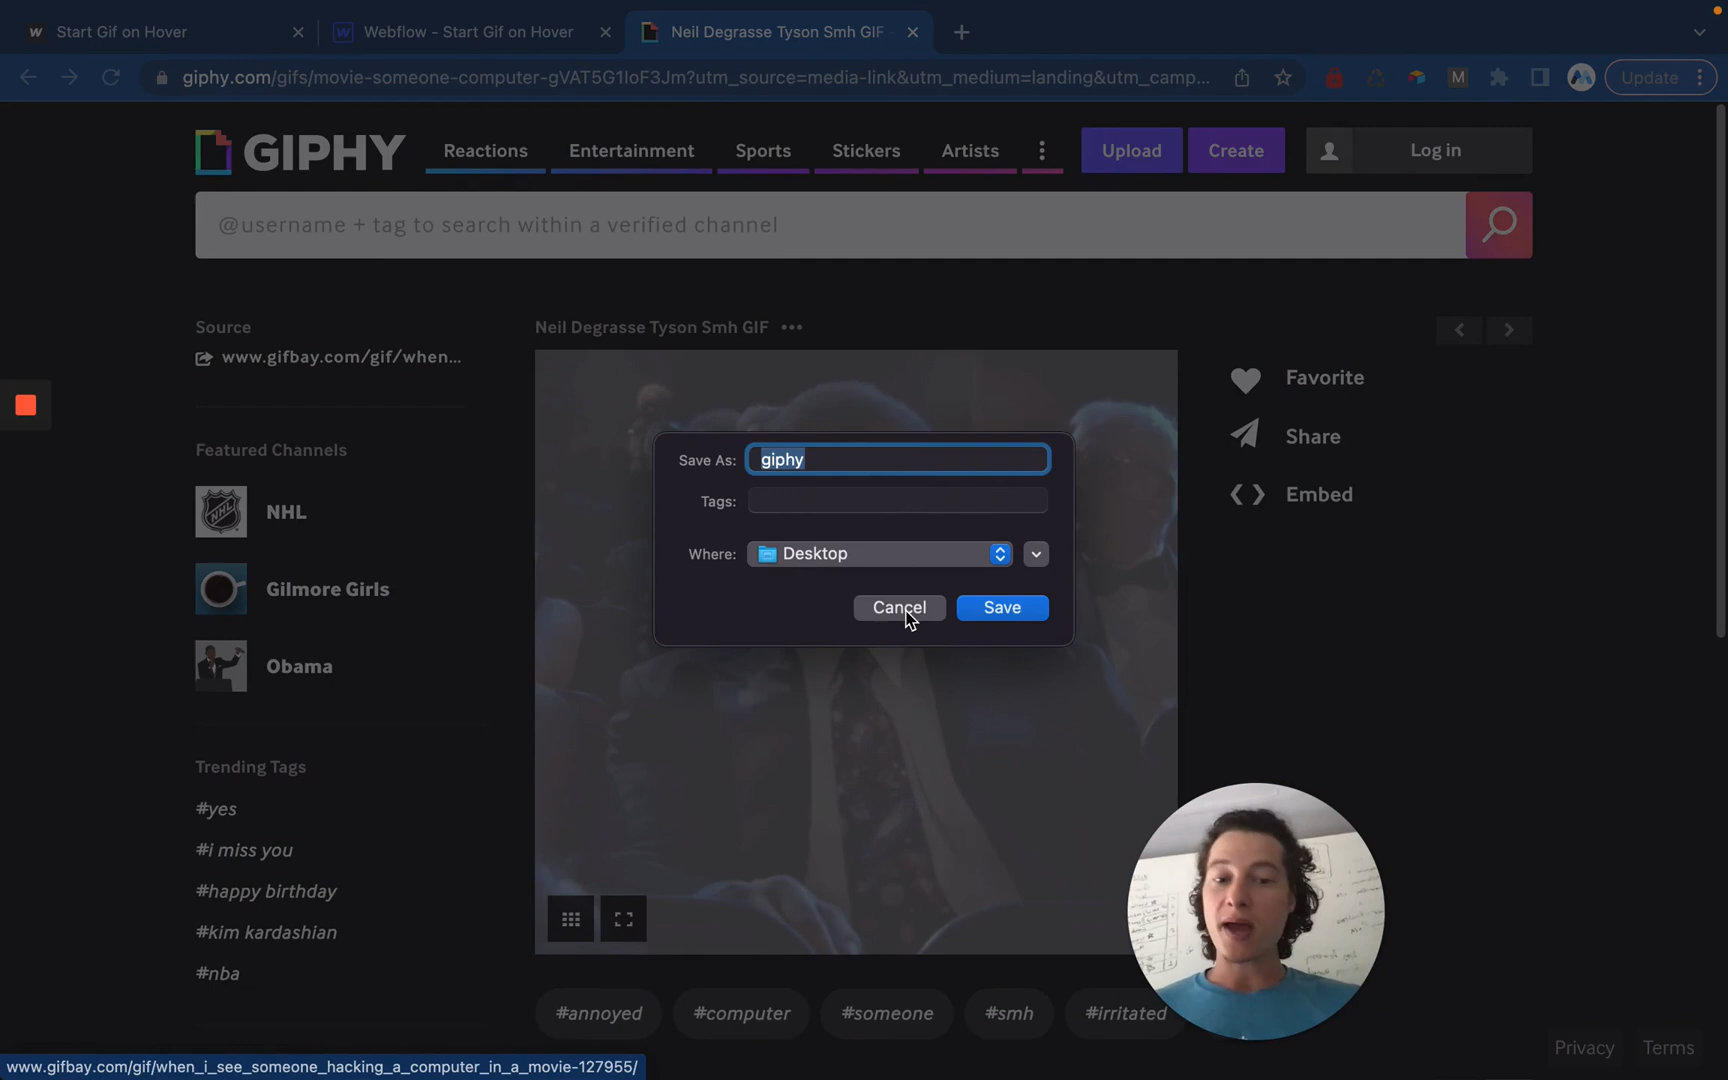 Start Gif on Hover
Webflow - Start Gif on Hover
Neil Degrasse Tyson Smh GIF
giphy.com/gifs/movie-someone-computer-gVAT5G1IoF3Jm?utm_source=media-link&utm_medium=landing&utm_camp...
M
Update
GIPHY
Reactions
Entertainment
Sports
Stickers
Artists
Upload
Create
Log in
@username + tag to search within a verified channel
Source
www.gifbay.com/gif/when...
Neil Degrasse Tyson Smh GIF
Favorite
Share
Embed
Featured Channels
NHL
Gilmore Girls
Obama
Save As:
giphy
Tags:
Where:
Desktop
Cancel
Save
Trending Tags
#yes
#i miss you
#happy birthday
#kim kardashian
#nba
#annoyed
#computer
#someone
#smh
#irritated
Privacy
Terms
www.gifbay.com/gif/when_i_see_someone_hacking_a_computer_in_a_movie-127955/